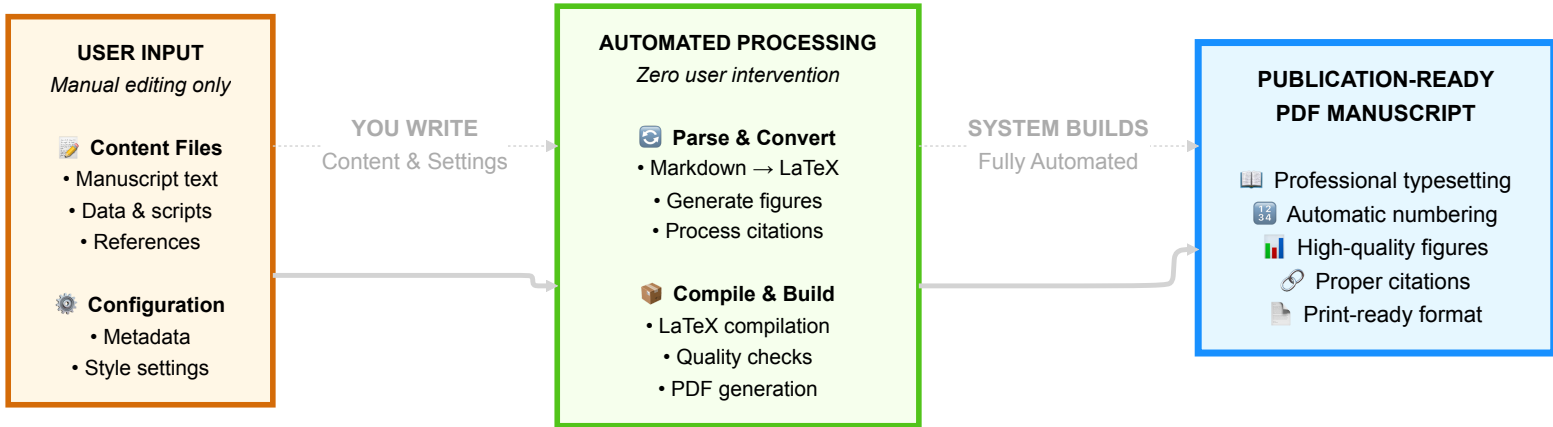 USER INPUT
Manual editing only
📝 Content Files
• Manuscript text
• Data & scripts
• References
⚙️ Configuration
• Metadata
• Style settings
YOU WRITE
Content & Settings
AUTOMATED PROCESSING
Zero user intervention
🔄 Parse & Convert
• Markdown → LaTeX
• Generate figures
• Process citations
📦 Compile & Build
• LaTeX compilation
• Quality checks
• PDF generation
SYSTEM BUILDS
Fully Automated
PUBLICATION-READY
PDF MANUSCRIPT
📖 Professional typesetting
🔢 Automatic numbering
📊 High-quality figures
🔗 Proper citations
📄 Print-ready format